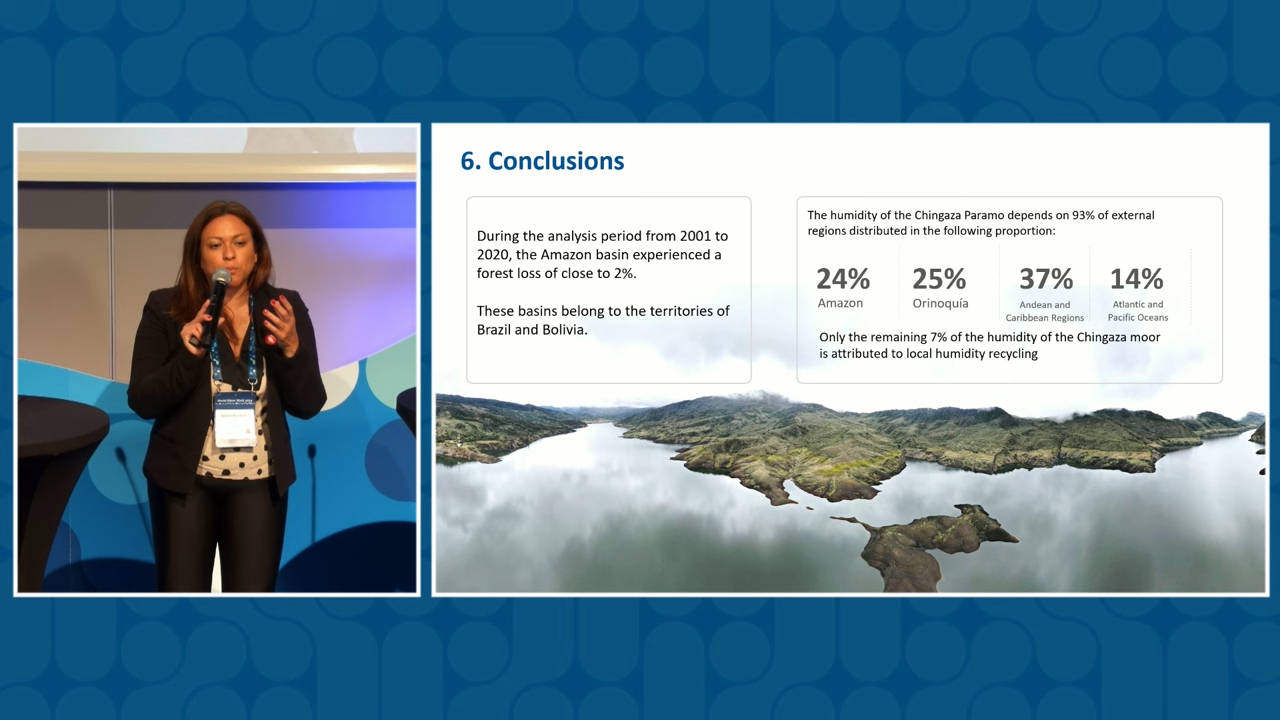 6. Conclusions
During the analysis period from 2001 to
2020, the Amazon basin experienced a
forest loss of close to 2%.
These basins belong to the territories of
Brazil and Bolivia.
The humidity of the Chingaza Paramo depends on 93% of external
regions distributed in the following proportion:
24%
Amazon
25%
Orinoquía
37%
Andean and
Caribbean Regions
14%
Atlantic and
Pacific Oceans
Only the remaining 7% of the humidity of the Chingaza moor
is attributed to local humidity recycling